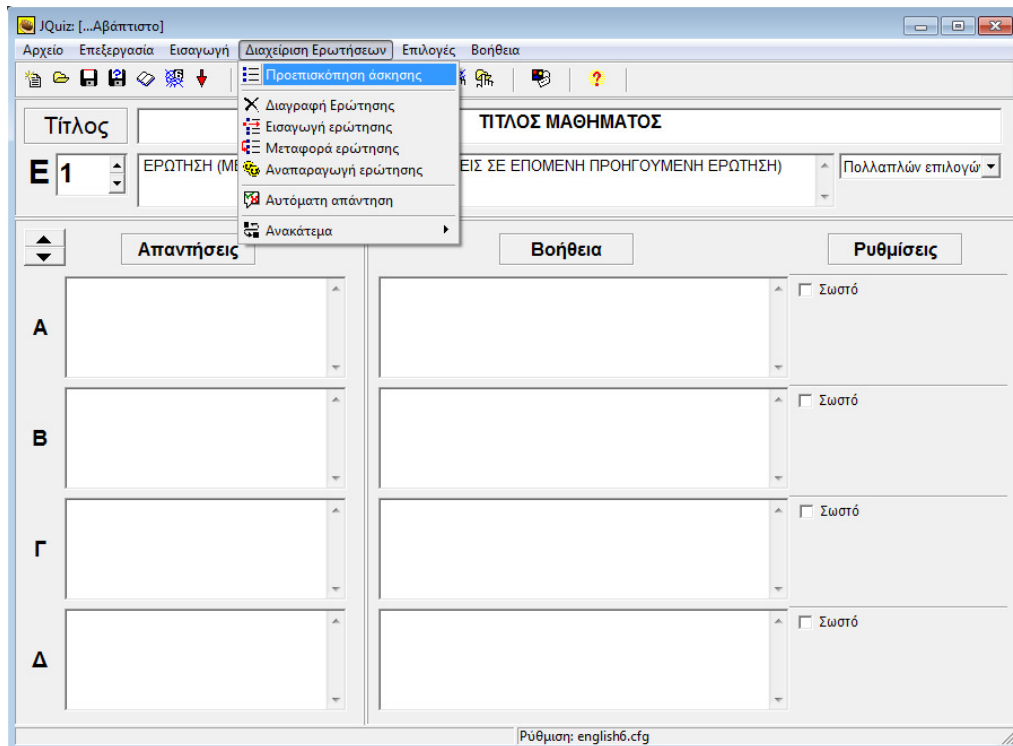 JQuiz: [...Αβάπτιστο]
Αρχείο Επεξεργασία Εισαγωγή Διαχείριση Ερωτήσεων Επιλογές Βοήθεια
Προεπισκόπηση άσκησης
Διαγραφή Ερώτησης
Εισαγωγή ερώτησης
Μεταφορά ερώτησης
Αναπαραγωγή ερώτησης
Αυτόματη απάντηση
Ανακάτεμα
Τίτλος ΤΙΤΛΟΣ ΜΑΘΗΜΑΤΟΣ
Ε 1 ΕΡΩΤΗΣΗ (ΜΕ ΕΙΣ ΣΕ ΕΠΟΜΕΝΗ ΠΡΟΗΓΟΥΜΕΝΗ ΕΡΩΤΗΣΗ) Πολλαπλών επιλογώ
Απαντήσεις Βοήθεια Ρυθμίσεις
Α Σωστό
Β Σωστό
Γ Σωστό
Δ Σωστό
Ρύθμιση: english6.cfg